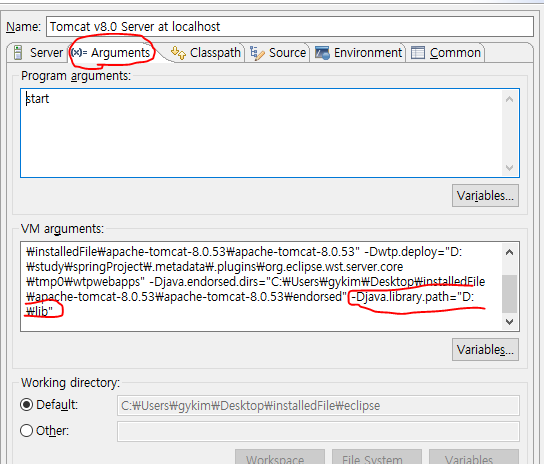 Name: Tomcat v8.0 Server at localhost
Server (x)= Arguments Classpath Source Environment Common
Program arguments:
start
Variables...
VM arguments:
₩installedFile₩apache-tomcat-8.0.53₩apache-tomcat-8.0.53" -Dwtp.deploy="D:
₩study₩springProject₩.metadata₩.plugins₩org.eclipse.wst.server.core
₩tmp0₩wtpwebapps" -Djava.endorsed.dirs="C:₩Users₩gykim₩Desktop₩installedFile
₩apache-tomcat-8.0.53₩apache-tomcat-8.0.53₩endorsed" -Djava.library.path="D:
₩lib"
Variables...
Working directory:
Default: C:₩Users₩gykim₩Desktop₩installedFile₩eclipse
Other:
Workspace... File System... Variables...